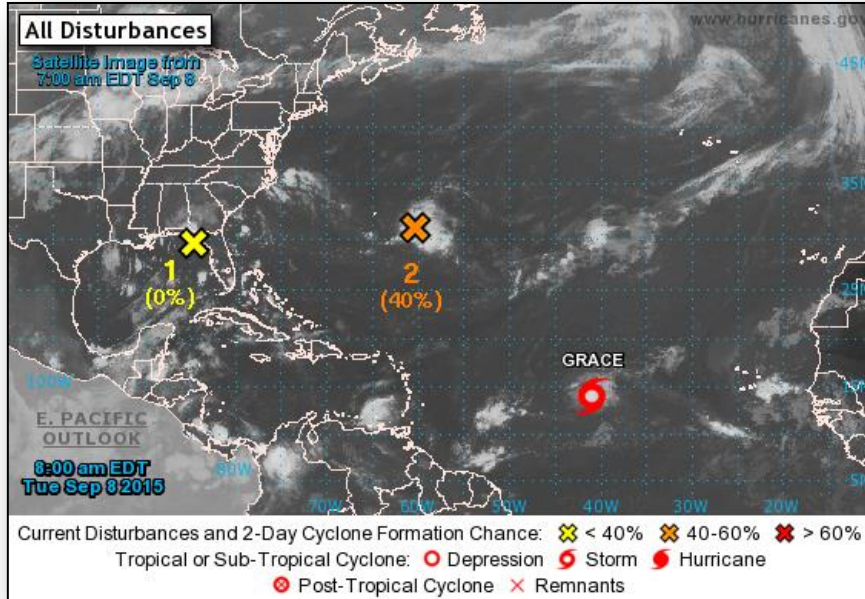 All Disturbances
www.hurricanes.gov
Satellite Image from
7:00 am EDT Sep 8
45N
35N
1
(0%)
2
(40%)
25N
GRACE
100W
E. PACIFIC
OUTLOOK
8:00 am EDT
Tue Sep 8 2015
80W
70W
60W
50W
40W
30W
20W
5N
Current Disturbances and 2-Day Cyclone Formation Chance: < 40% 40-60% > 60%
Tropical or Sub-Tropical Cyclone: Depression Storm Hurricane
Post-Tropical Cyclone Remnants